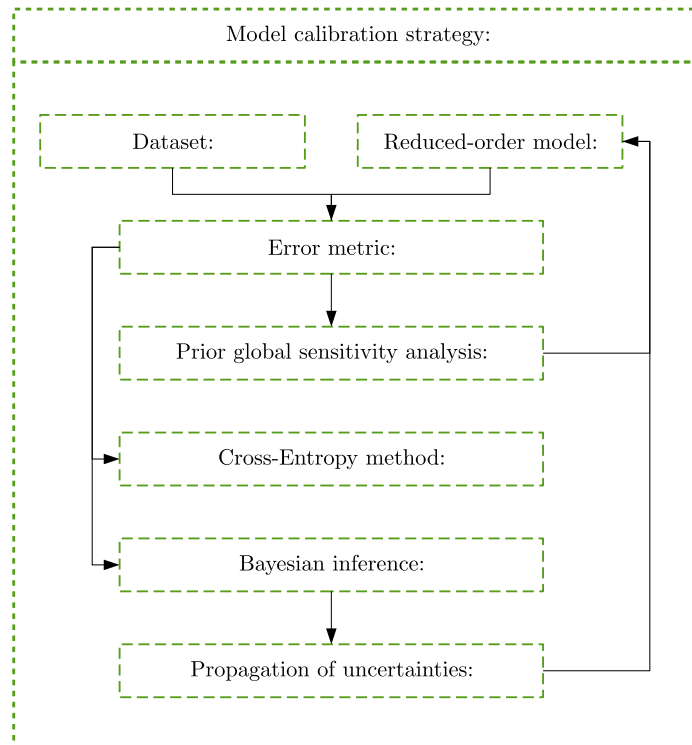 Model calibration strategy:
Dataset:
Reduced-order model:
Error metric:
Prior global sensitivity analysis:
Cross-Entropy method:
Bayesian inference:
Propagation of uncertainties: